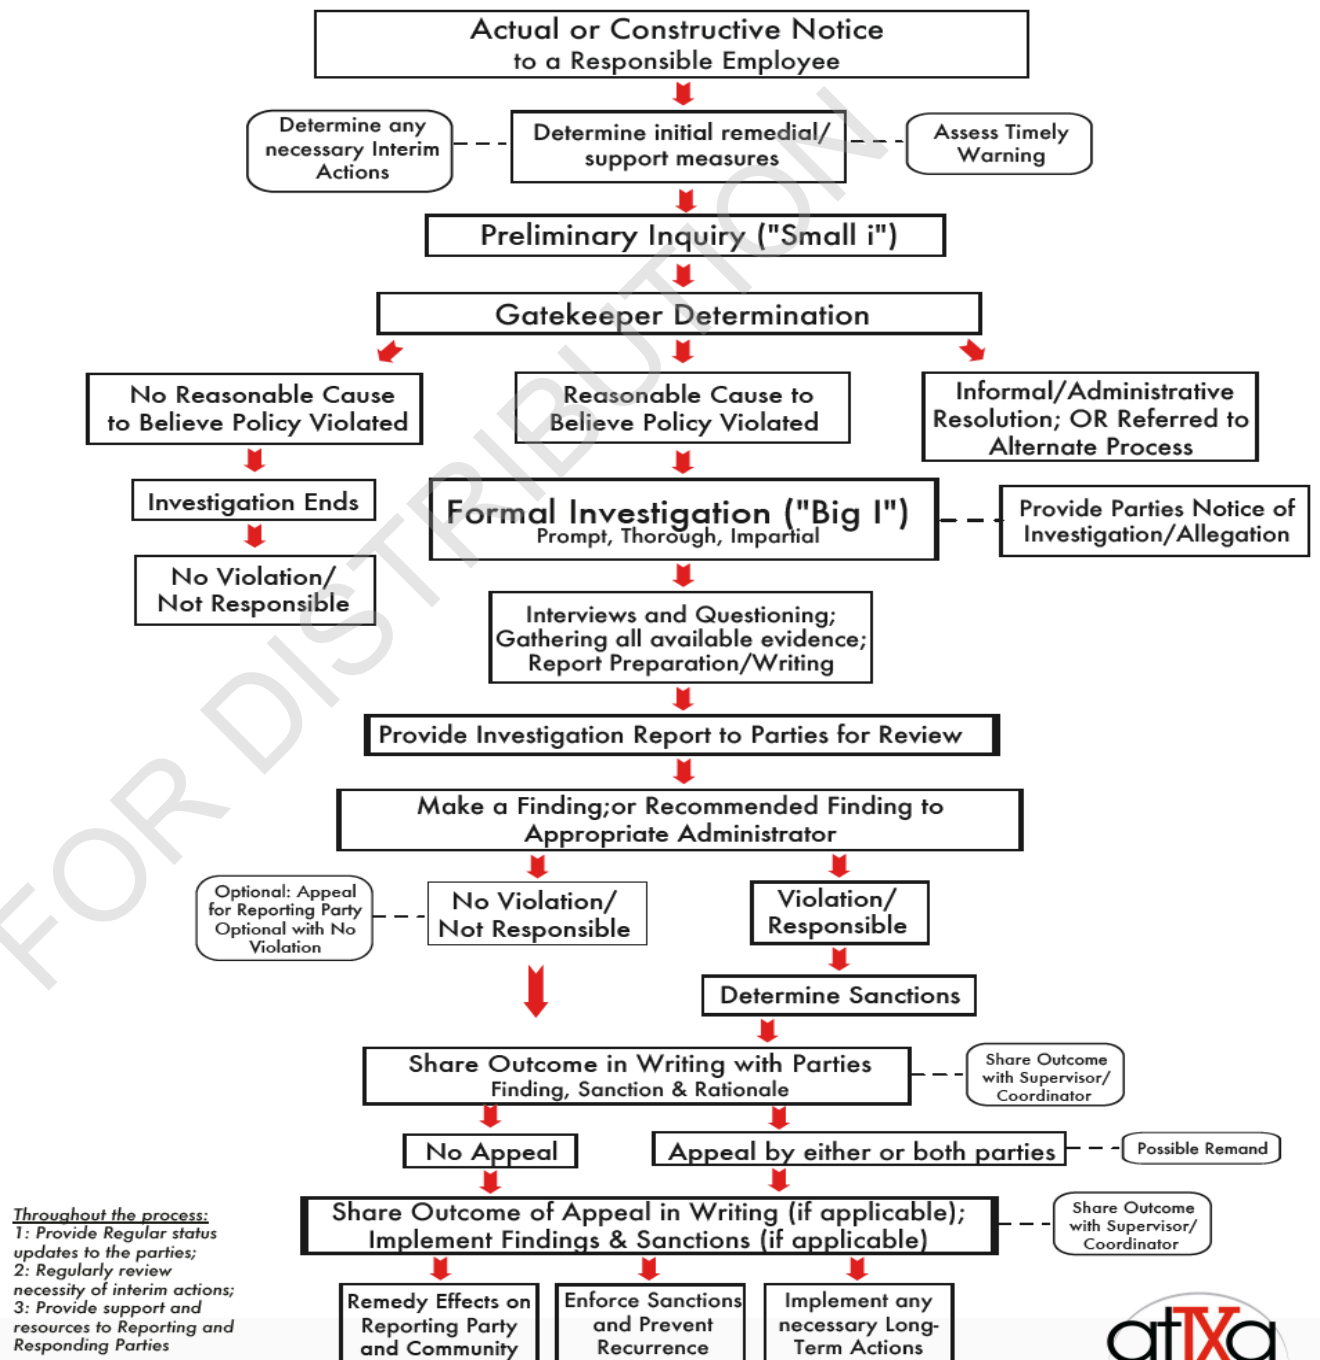 Actual or Constructive Notice
to a Responsible Employee
Determine any
necessary Interim
Actions
Determine initial remedial/
support measures
Assess Timely
Warning
Preliminary Inquiry ("Small i")
Gatekeeper Determination
No Reasonable Cause
to Believe Policy Violated
Reasonable Cause to
Believe Policy Violated
Informal/Administrative
Resolution; OR Referred to
Alternate Process
Investigation Ends
Formal Investigation ("Big I")
Prompt, Thorough, Impartial
Provide Parties Notice of
Investigation/Allegation
No Violation/
Not Responsible
Interviews and Questioning;
Gathering all available evidence;
Report Preparation/Writing
Provide Investigation Report to Parties for Review
Make a Finding;or Recommended Finding to
Appropriate Administrator
Optional: Appeal
for Reporting Party
Optional with No
Violation
No Violation/
Not Responsible
Violation/
Responsible
Determine Sanctions
Share Outcome in Writing with Parties
Finding, Sanction & Rationale
Share Outcome
with Supervisor/
Coordinator
No Appeal
Appeal by either or both parties
Possible Remand
Share Outcome of Appeal in Writing (if applicable);
Implement Findings & Sanctions (if applicable)
Share Outcome
with Supervisor/
Coordinator
Throughout the process:
1: Provide Regular status
updates to the parties;
2: Regularly review
necessity of interim actions;
3: Provide support and
resources to Reporting and
Responding Parties
Remedy Effects on
Reporting Party
and Community
Enforce Sanctions
and Prevent
Recurrence
Implement any
necessary Long-
Term Actions
atIXa
FOR DISTRIBUTION